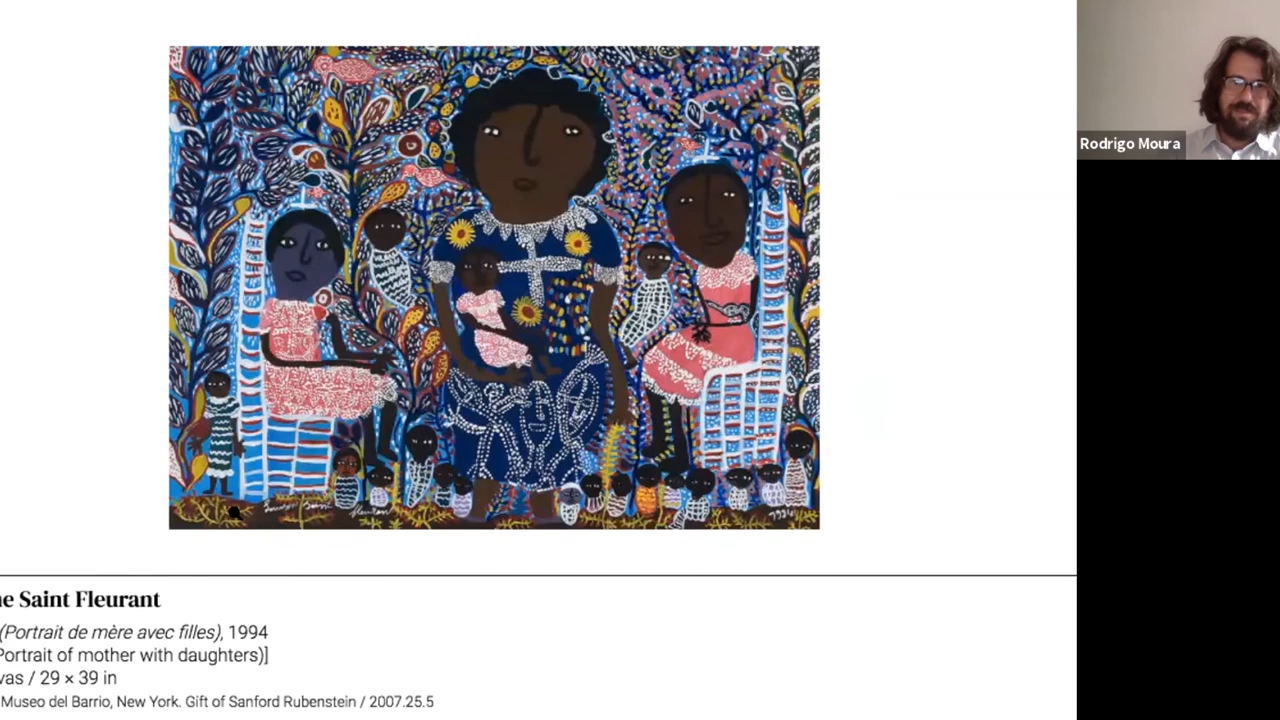 Rodrigo Moura
1994
e Saint Fleurant
(Portrait de mère avec filles), 1994
Portrait of mother with daughters)]
vas / 29 × 39 in
Museo del Barrio, New York. Gift of Sanford Rubenstein / 2007.25.5